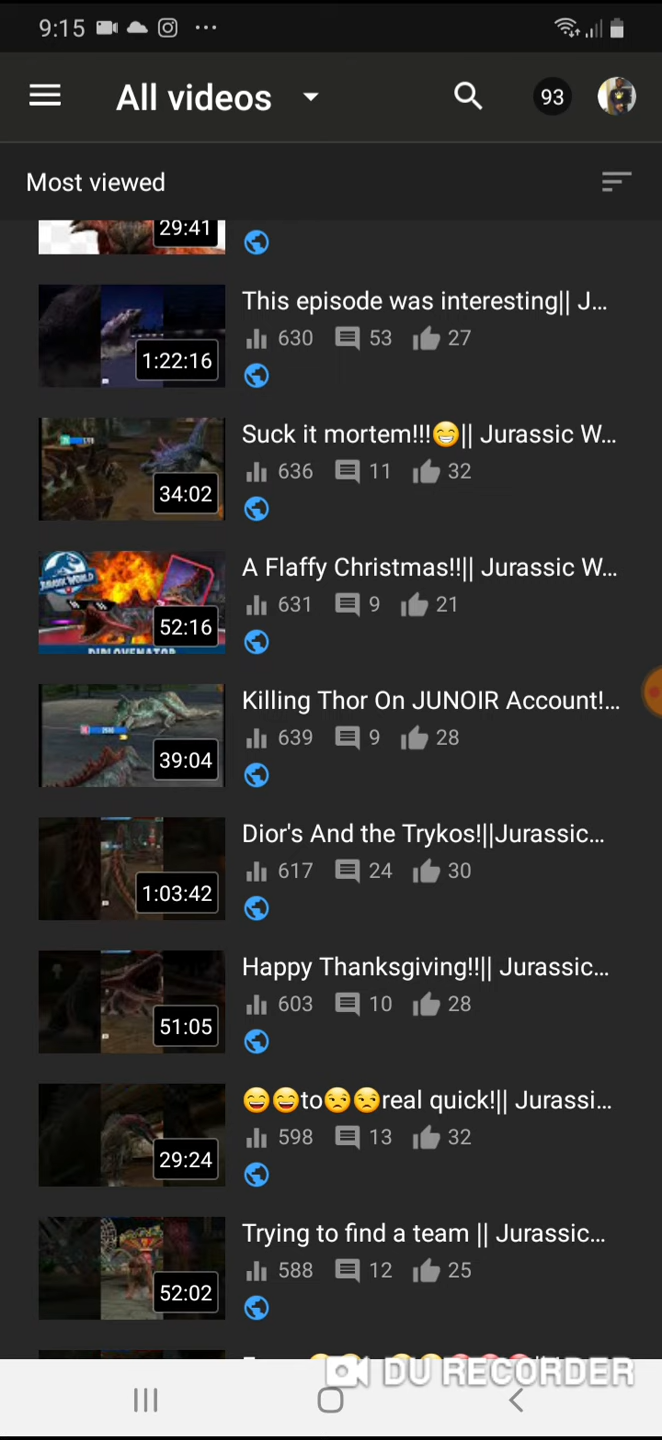 9:15
All videos
93
Most viewed
29:41
This episode was interesting|| J...
1:22:16
630 53 27
Suck it mortem!!!😁|| Jurassic W...
34:02
636 11 32
A Flaffy Christmas!!|| Jurassic W...
JURASSIC WORLD
52:16
631 9 21
Killing Thor On JUNOIR Account!...
39:04
639 9 28
Dior's And the Trykos!||Jurassic...
1:03:42
617 24 30
Happy Thanksgiving!!|| Jurassic...
51:05
603 10 28
😄😄to😒😒real quick!|| Jurassi...
29:24
598 13 32
Trying to find a team || Jurassic...
52:02
588 12 25
DU RECORDER